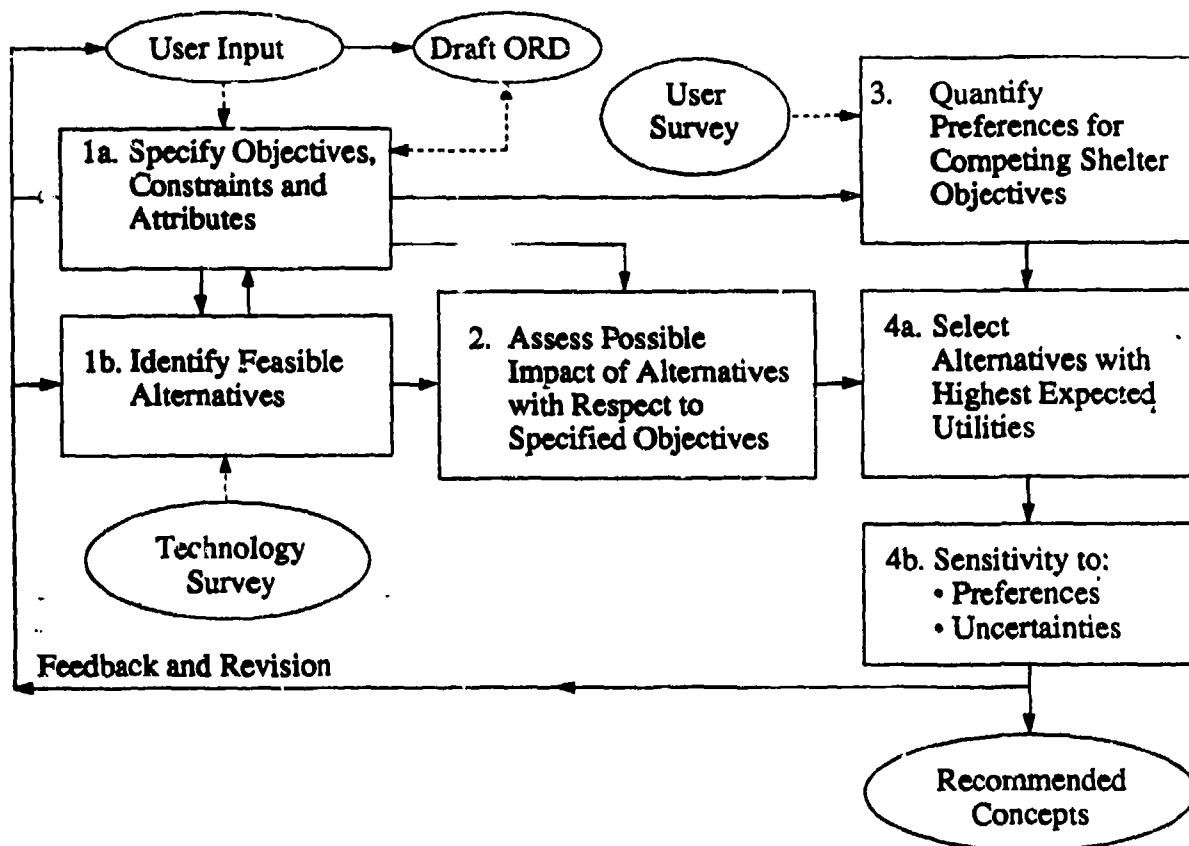 User Input
Draft ORD
User
Survey
3. Quantify
Preferences for
Competing Shelter
Objectives
1a. Specify Objectives,
Constraints and
Attributes
1b. Identify Feasible
Alternatives
2. Assess Possible
Impact of Alternatives
with Respect to
Specified Objectives
4a. Select
Alternatives with
Highest Expected
Utilities
Technology
Survey
4b. Sensitivity to:
• Preferences
• Uncertainties
Feedback and Revision
Recommended
Concepts